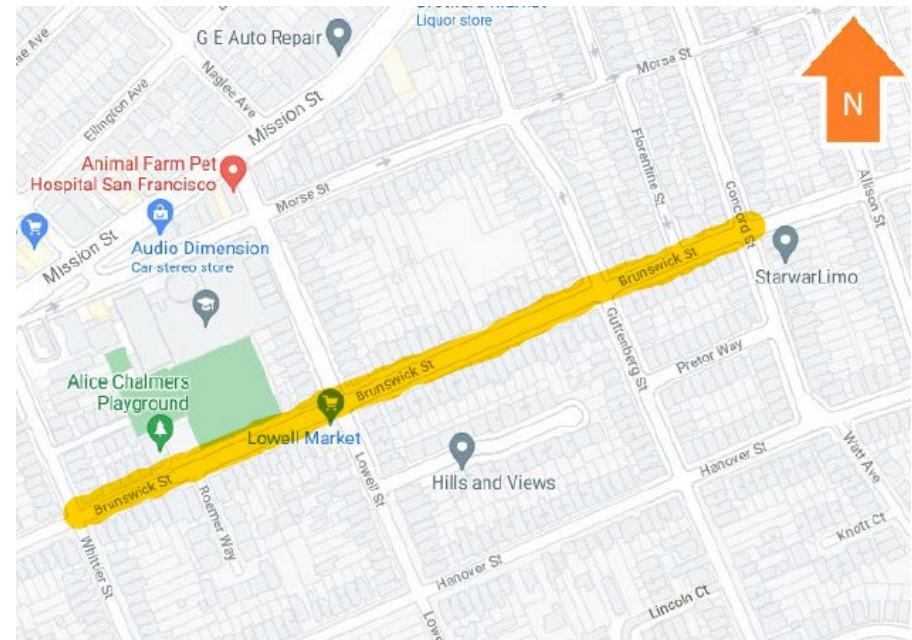 Liquor store
G E Auto Repair
Ellington Ave
Naglee Ave
Mission St
Morse St
N
Animal Farm Pet
Hospital San Francisco
Morse St
Florentine St
Concord St
Allison St
Mission St
Audio Dimension
Car stereo store
Brunswick St
StarwarLimo
Guttenberg St
Pretor Way
Alice Chalmers
Playground
Brunswick St
Lowell Market
Lowell St
Hills and Views
Hanover St
Watt Ave
Brunswick St
Roemer Way
Whittier St
Knott Ct
Hanover St
Lincoln Ct